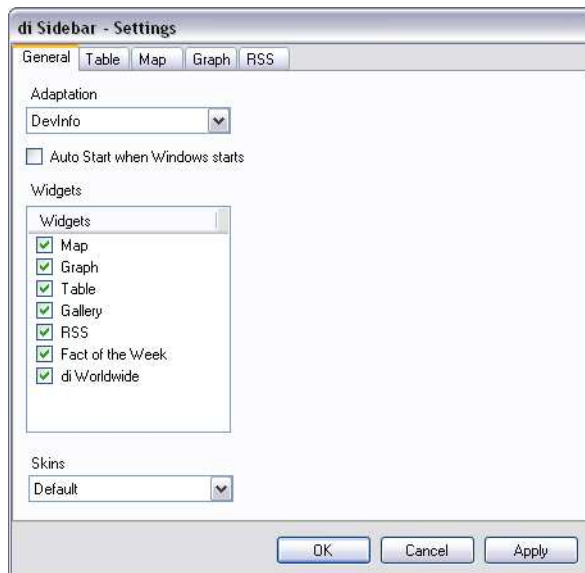 di Sidebar - Settings
General Table Map Graph RSS
Adaptation
DevInfo
Auto Start when Windows starts
Widgets
Widgets
Map
Graph
Table
Gallery
RSS
Fact of the Week
di Worldwide
Skins
Default
OK Cancel Apply